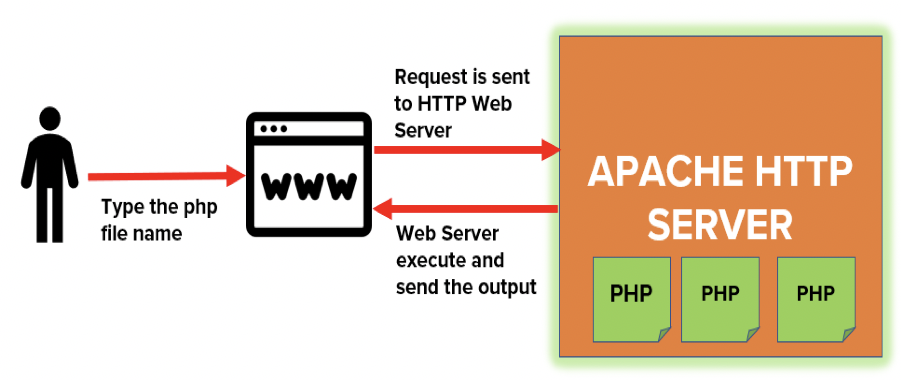 Request is sent
to HTTP Web
Server
Type the php
file name
WWW
Web Server
execute and
send the output
APACHE HTTP
SERVER
PHP
PHP
PHP